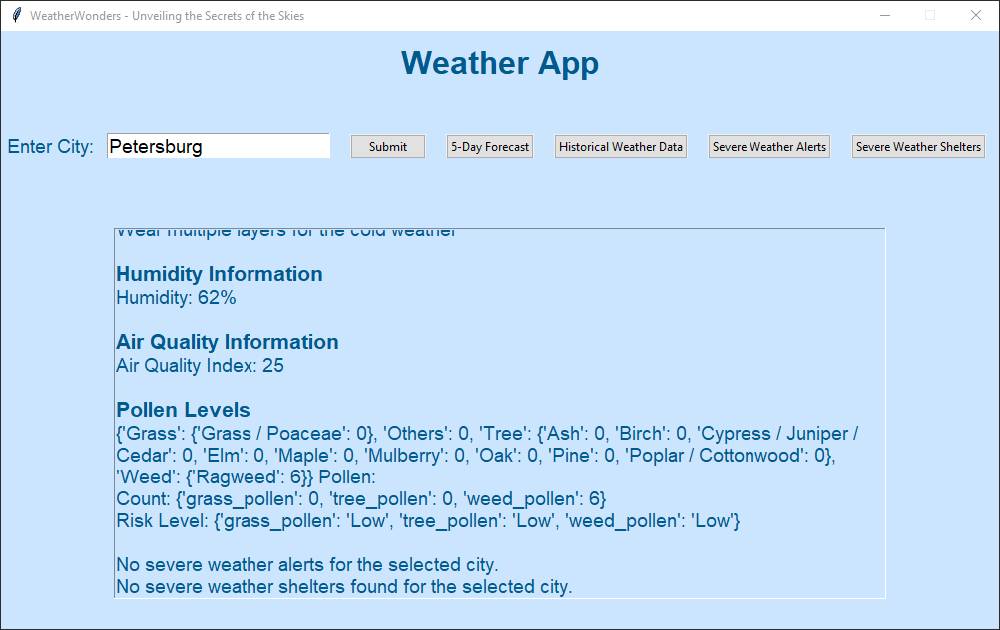 WeatherWonders - Unveiling the Secrets of the Skies
Weather App
Enter City: Petersburg Submit 5-Day Forecast Historical Weather Data Severe Weather Alerts Severe Weather Shelters
Wear multiple layers for the cold weather
Humidity Information
Humidity: 62%
Air Quality Information
Air Quality Index: 25
Pollen Levels
{'Grass': {'Grass / Poaceae': 0}, 'Others': 0, 'Tree': {'Ash': 0, 'Birch': 0, 'Cypress / Juniper /
Cedar': 0, 'Elm': 0, 'Maple': 0, 'Mulberry': 0, 'Oak': 0, 'Pine': 0, 'Poplar / Cottonwood': 0},
'Weed': {'Ragweed': 6}} Pollen:
Count: {'grass_pollen': 0, 'tree_pollen': 0, 'weed_pollen': 6}
Risk Level: {'grass_pollen': 'Low', 'tree_pollen': 'Low', 'weed_pollen': 'Low'}
No severe weather alerts for the selected city.
No severe weather shelters found for the selected city.